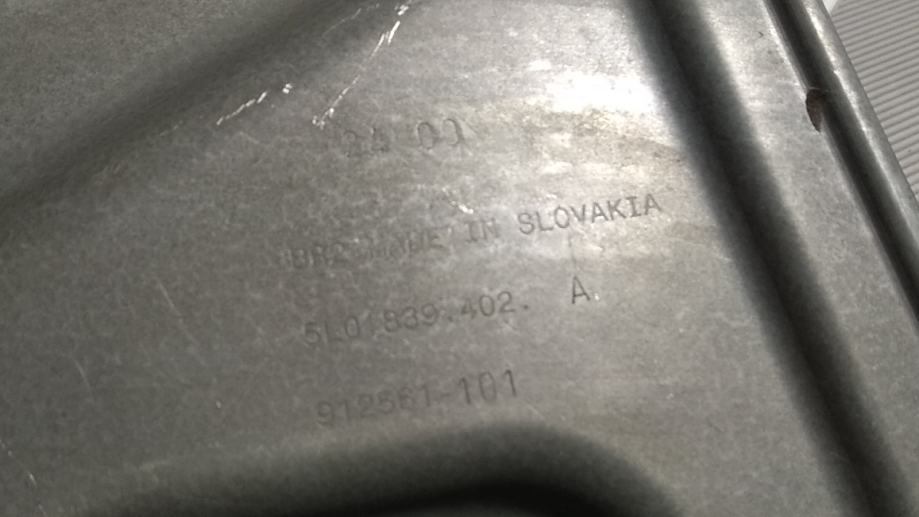 MADE IN SLOVAKIA
5L0.839.402. A
912561-101